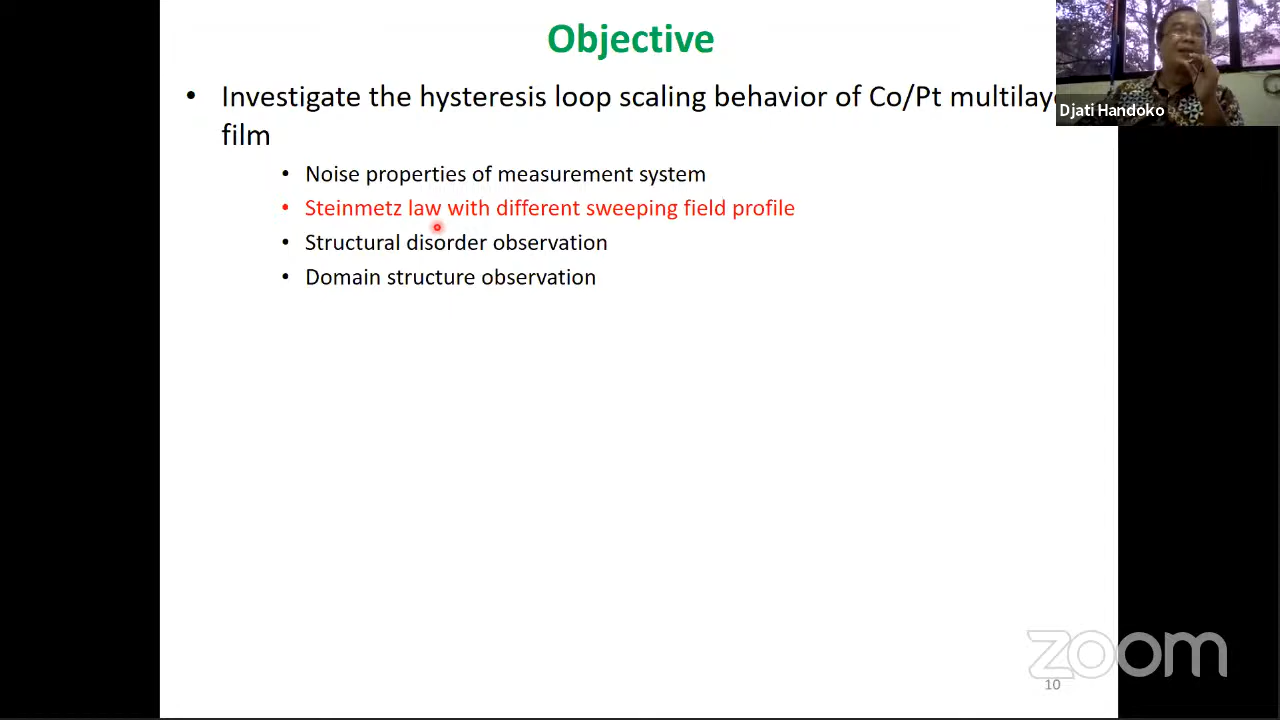 Objective
• Investigate the hysteresis loop scaling behavior of Co/Pt multilay
film
• Noise properties of measurement system
• Steinmetz law with different sweeping field profile
• Structural disorder observation
• Domain structure observation
Djati Handoko
zoom
10